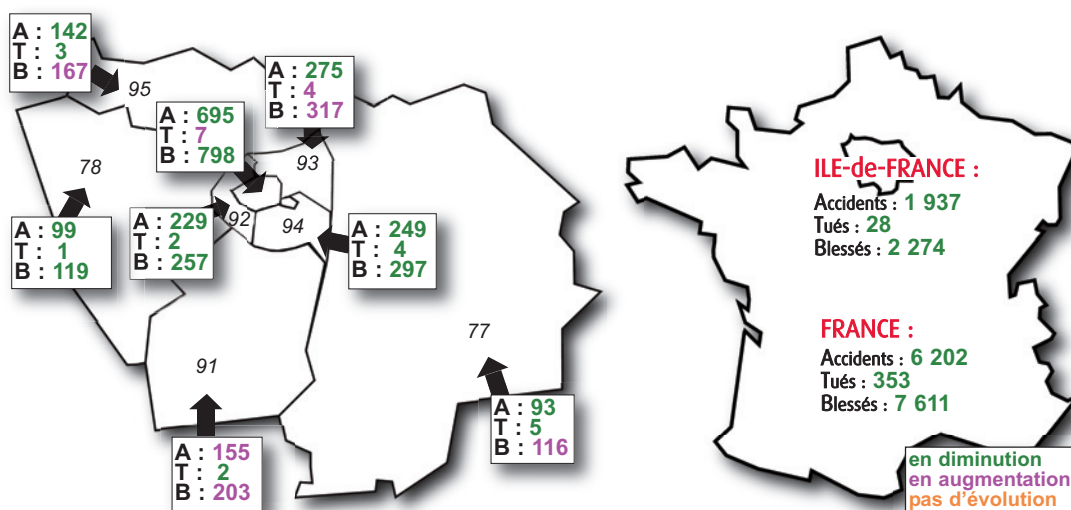 A : 142
T : 3
B : 167
95
A : 275
T : 4
B : 317
A : 695
T : 7
B : 798
78
93
92
94
A : 99
T : 1
B : 119
A : 229
T : 2
B : 257
A : 249
T : 4
B : 297
77
91
A : 93
T : 5
B : 116
A : 155
T : 2
B : 203
ILE-de-FRANCE :
Accidents : 1 937
Tués : 28
Blessés : 2 274
FRANCE :
Accidents : 6 202
Tués : 353
Blessés : 7 611
en diminution
en augmentation
pas d'évolution